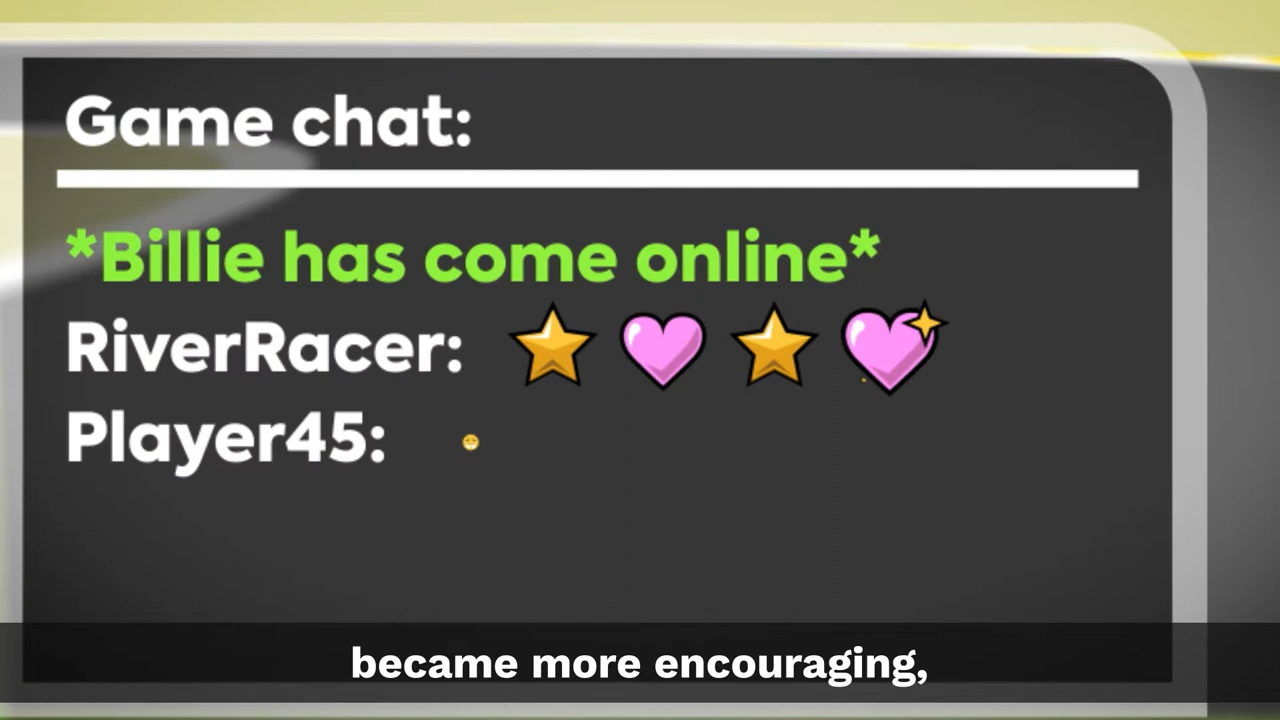 Game chat:
*Billie has come online*
RiverRacer: ⭐ 💗 ⭐ 💖
Player45: 😁
became more encouraging,